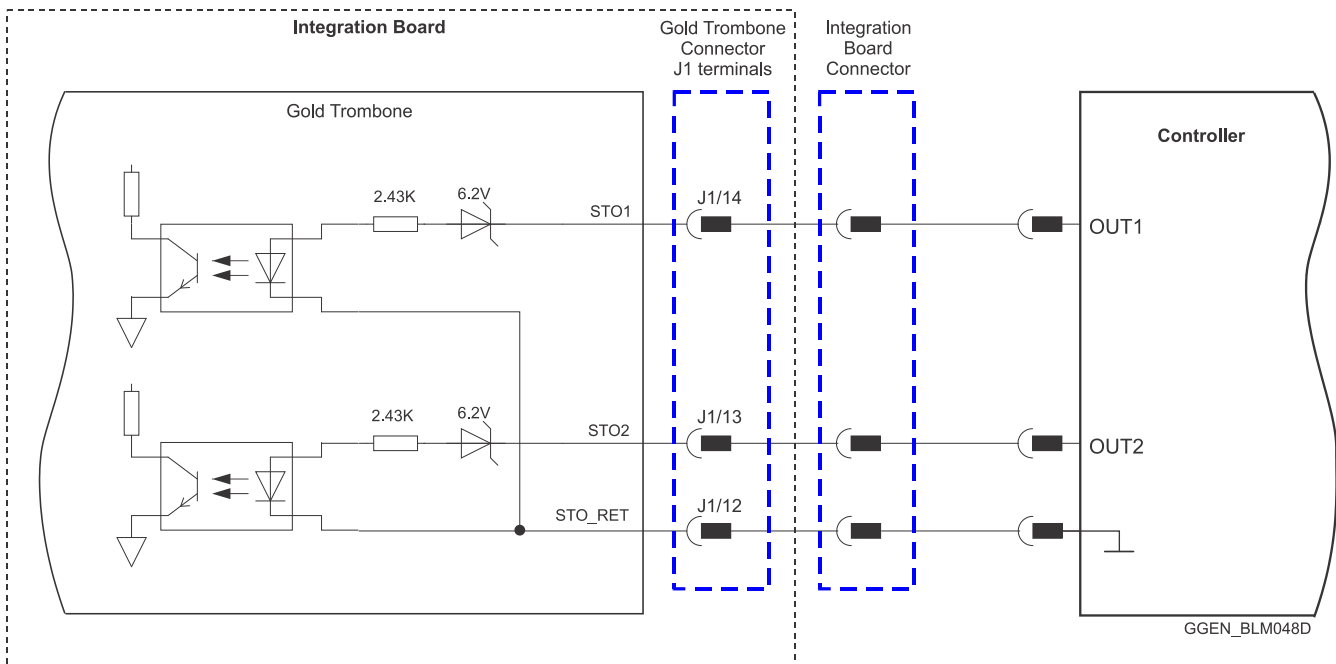 Integration Board
Gold Trombone
Connector
J1 terminals
Integration
Board
Connector
Gold Trombone
Controller
2.43K
6.2V
STO1
J1/14
OUT1
2.43K
6.2V
STO2
J1/13
OUT2
STO_RET
J1/12
GGEN_BLM048D